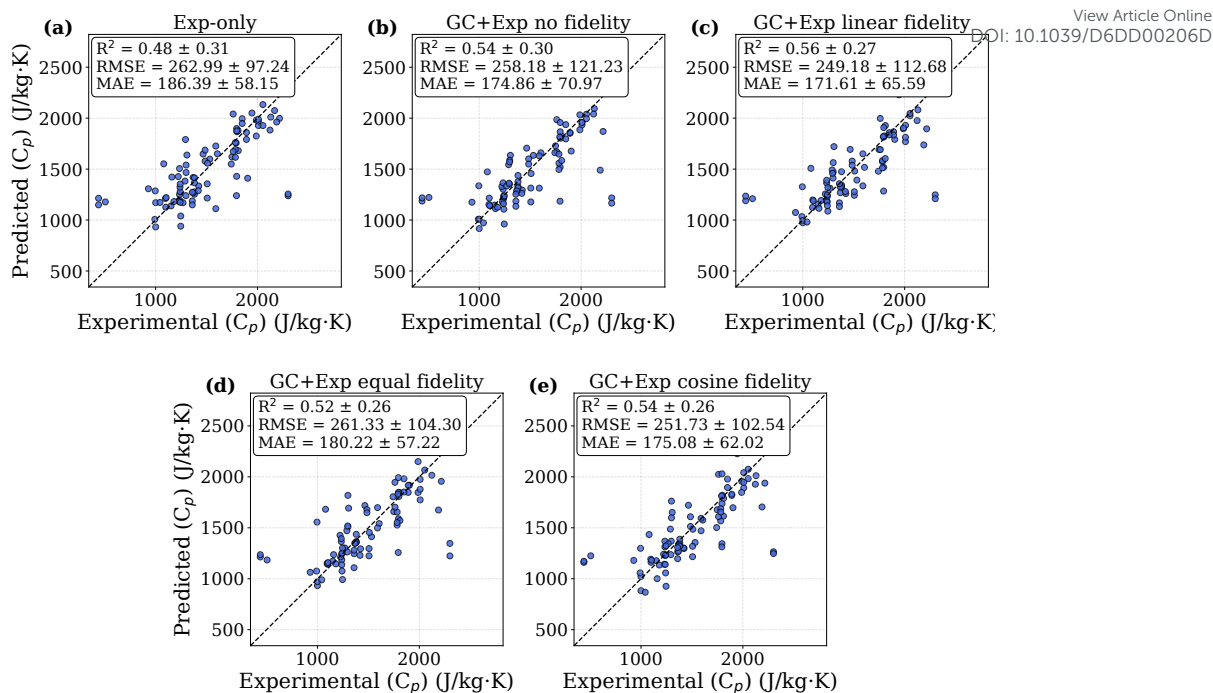 View Article Online
DOI: 10.1039/D6DD00206D
(a) Exp-only
R² = 0.48 ± 0.31
RMSE = 262.99 ± 97.24
MAE = 186.39 ± 58.15
Predicted (Cₚ) (J/kg·K)
2500
2000
1500
1000
500
1000 2000
Experimental (Cₚ) (J/kg·K)
(b) GC+Exp no fidelity
R² = 0.54 ± 0.30
RMSE = 258.18 ± 121.23
MAE = 174.86 ± 70.97
2500
2000
1500
1000
500
1000 2000
Experimental (Cₚ) (J/kg·K)
(c) GC+Exp linear fidelity
R² = 0.56 ± 0.27
RMSE = 249.18 ± 112.68
MAE = 171.61 ± 65.59
2500
2000
1500
1000
500
1000 2000
Experimental (Cₚ) (J/kg·K)
(d) GC+Exp equal fidelity
R² = 0.52 ± 0.26
RMSE = 261.33 ± 104.30
MAE = 180.22 ± 57.22
Predicted (Cₚ) (J/kg·K)
2500
2000
1500
1000
500
1000 2000
Experimental (Cₚ) (J/kg·K)
(e) GC+Exp cosine fidelity
R² = 0.54 ± 0.26
RMSE = 251.73 ± 102.54
MAE = 175.08 ± 62.02
2500
2000
1500
1000
500
1000 2000
Experimental (Cₚ) (J/kg·K)